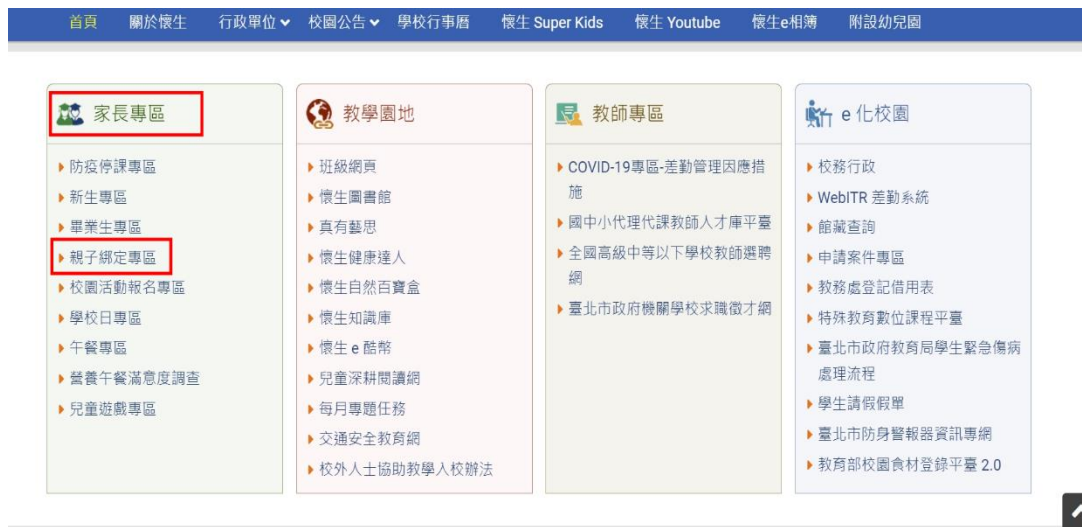 首頁 關於懷生 行政單位 校園公告 學校行事曆 懷生 Super Kids 懷生 Youtube 懷生e相簿 附設幼兒園
家長專區
防疫停課專區
新生專區
畢業生專區
親子綁定專區
校園活動報名專區
學校日專區
午餐專區
營養午餐滿意度調查
兒童遊戲專區
教學園地
班級網頁
懷生圖書館
真有藝思
懷生健康達人
懷生自然百寶盒
懷生知識庫
懷生 e 酷幣
兒童深耕閱讀網
每月專題任務
交通安全教育網
校外人士協助教學入校辦法
教師專區
COVID-19專區-差勤管理因應措
施
國中小代理代課教師人才庫平臺
全國高級中等以下學校教師選聘
網
臺北市政府機關學校求職徵才網
e 化校園
校務行政
WebITR 差勤系統
館藏查詢
申請案件專區
教務處登記借用表
特殊教育數位課程平臺
臺北市政府教育局學生緊急傷病
處理流程
學生請假假單
臺北市防身警報器資訊專網
教育部校園食材登錄平臺 2.0